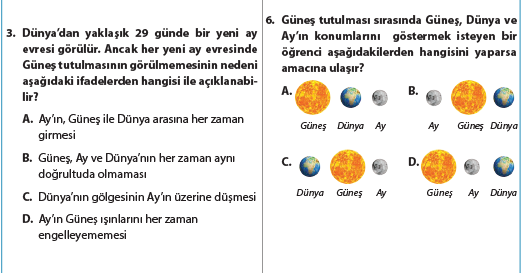 3. Dünya'dan yaklaşık 29 günde bir yeni ay
evresi görülür. Ancak her yeni ay evresinde
Güneş tutulmasının görülmemesinin nedeni
aşağıdaki ifadelerden hangisi ile açıklanabi-
lir?
A. Ay'ın, Güneş ile Dünya arasına her zaman
girmesi
B. Güneş, Ay ve Dünya'nın her zaman aynı
doğrultuda olmaması
C. Dünya'nın gölgesinin Ay'ın üzerine düşmesi
D. Ay'ın Güneş ışınlarını her zaman
engelleyememesi
6. Güneş tutulması sırasında Güneş, Dünya ve
Ay'ın konumlarını göstermek isteyen bir
öğrenci aşağıdakilerden hangisini yaparsa
amacına ulaşır?
A. B.
Güneş Dünya Ay Ay Güneş Dünya
C. D.
Dünya Güneş Ay Güneş Ay Dünya